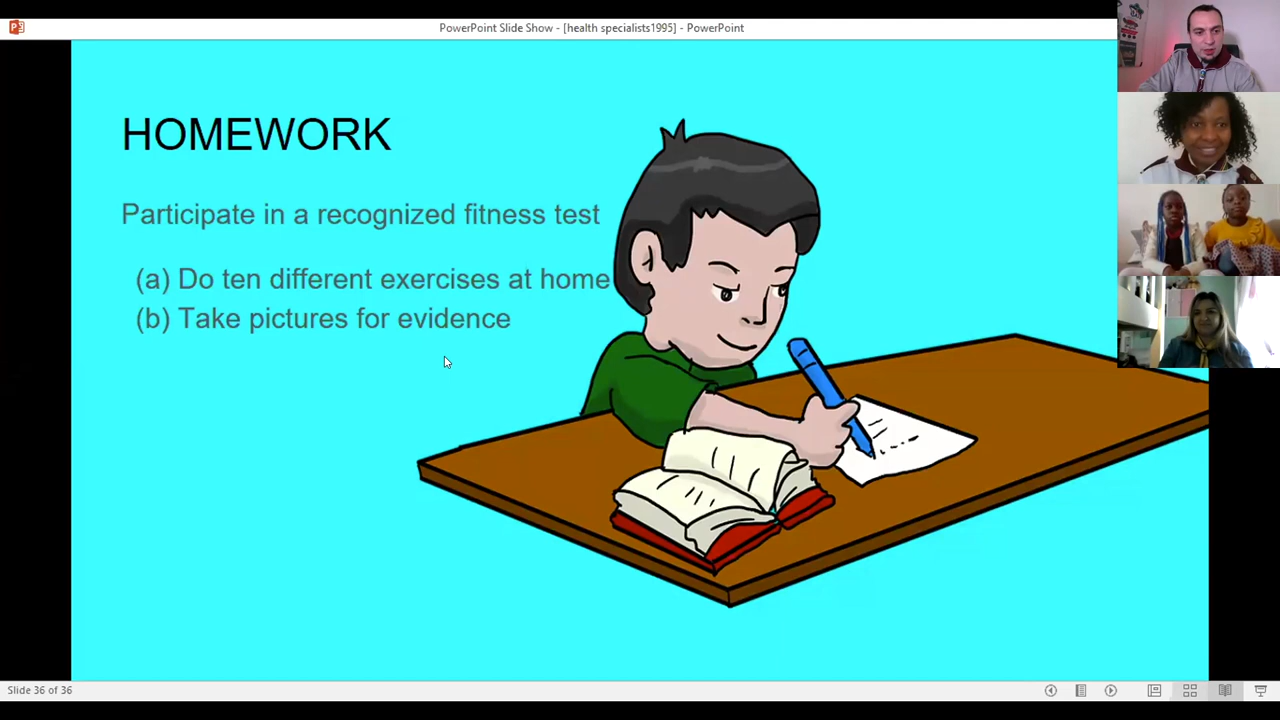 PowerPoint Slide Show - [health specialists1995] - PowerPoint
HOMEWORK
Participate in a recognized fitness test
(a) Do ten different exercises at home
(b) Take pictures for evidence
Slide 36 of 36